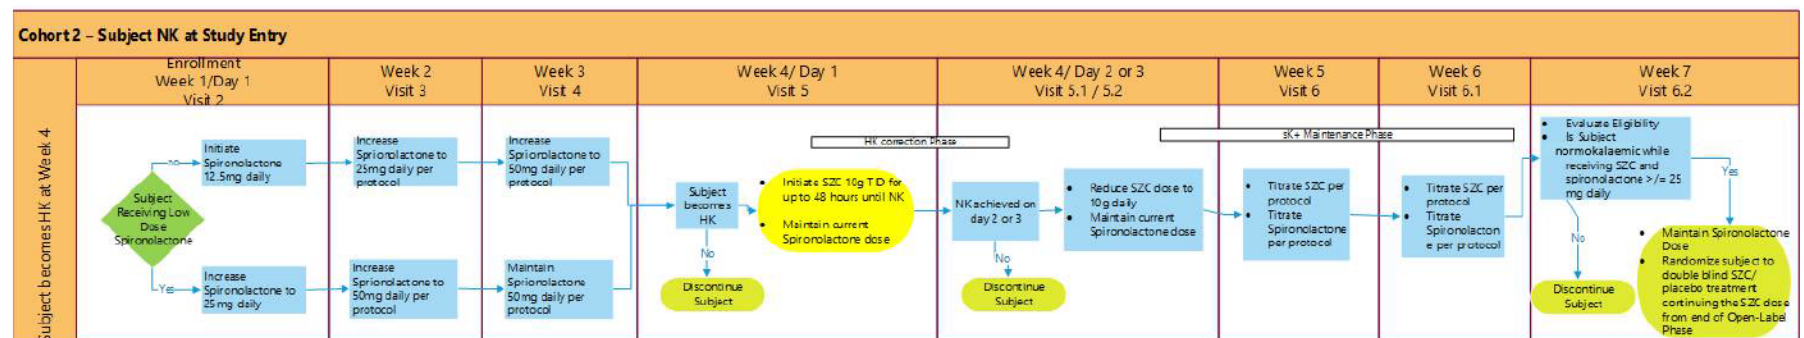 Cohort 2 – Subject NK at Study Entry
Subject becomes HK at Week 4
Enrollment
Week 1/Day 1
Visit 2
Week 2
Visit 3
Week 3
Visit 4
Week 4/ Day 1
Visit 5
Week 4/ Day 2 or 3
Visit 5.1 / 5.2
Week 5
Visit 6
Week 6
Visit 6.1
Week 7
Visit 6.2
Subject
Receiving Low
Dose
Spironolactone
no
Yes
Initiate
Spironolactone
12.5mg daily
Increase
Spironolactone to
25mg daily
Increase
Sprionolactone to
25mg daily per
protocol
Increase
Sprionolactone to
50mg daily per
protocol
Increase
Sprionolactone to
50mg daily per
protocol
Maintain
Sprionolactone
50mg daily per
protocol
HK correction Phase
Subject
becomes
HK
No
Discontinue
Subject
• Initiate SZC 10g TID for
up to 48 hours until NK
• Maintain current
Spironolactone dose
NK achieved on
day 2 or 3
No
Discontinue
Subject
• Reduce SZC dose to
10g daily
• Maintain current
Spironolactone dose
sK+ Maintenance Phase
• Titrate SZC per
protocol
• Titrate
Spironolactone
per protocol
• Titrate SZC per
protocol
• Titrate
Spironolacton
e per protocol
• Evaluate Eligibility
• Is Subject
normokalaemic while
receiving SZC and
spironolactone >/= 25
mg daily
Yes
No
Discontinue
Subject
• Maintain Spironolactone
Dose
• Randomize subject to
double blind SZC/
placebo treatment
continuing the SZC dose
from end of Open-Label
Phase